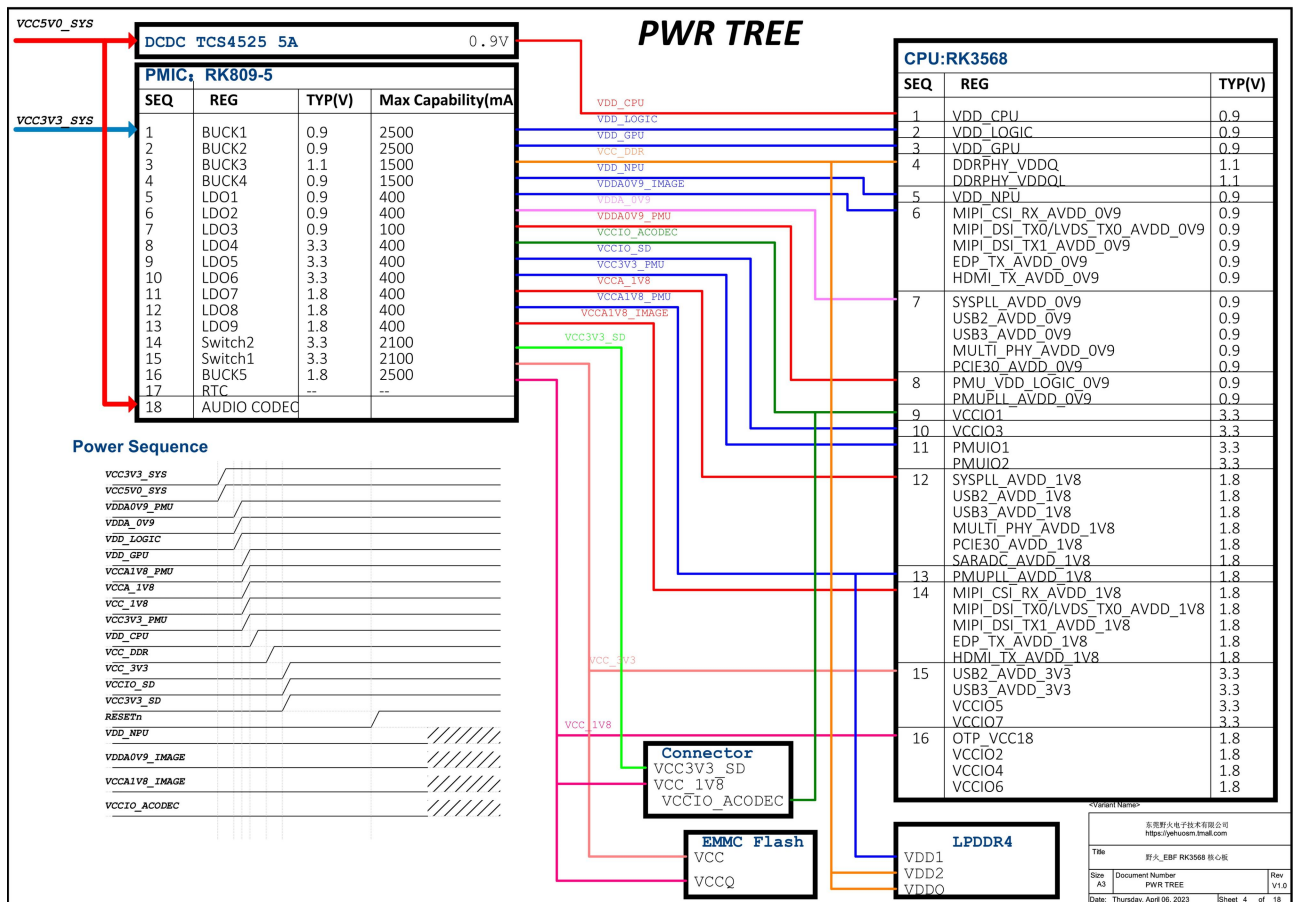 PWR TREE
VCC5V0_SYS
VCC3V3_SYS
DCDC TCS4525 5A 0.9V
PMIC: RK809-5
SEQ REG TYP(V) Max Capability(mA
1 BUCK1 0.9 2500
2 BUCK2 0.9 2500
3 BUCK3 1.1 1500
4 BUCK4 0.9 1500
5 LDO1 0.9 400
6 LDO2 0.9 400
7 LDO3 0.9 100
8 LDO4 3.3 400
9 LDO5 3.3 400
10 LDO6 3.3 400
11 LDO7 1.8 400
12 LDO8 1.8 400
13 LDO9 1.8 400
14 Switch2 3.3 2100
15 Switch1 3.3 2100
16 BUCK5 1.8 2500
17 RTC -- --
18 AUDIO CODEC
VDD_CPU
VDD_LOGIC
VDD_GPU
VCC_DDR
VDD_NPU
VDDA0V9_IMAGE
VDDA_0V9
VDDA0V9_PMU
VCCIO_ACODEC
VCCIO_SD
VCC3V3_PMU
VCCA_1V8
VCCA1V8_PMU
VCCA1V8_IMAGE
VCC3V3_SD
VCC_3V3
VCC_1V8
CPU:RK3568
SEQ REG TYP(V)
1 VDD_CPU 0.9
2 VDD_LOGIC 0.9
3 VDD_GPU 0.9
4 DDRPHY_VDDQ 1.1
DDRPHY_VDDQL 1.1
5 VDD_NPU 0.9
6 MIPI_CSI_RX_AVDD_0V9 0.9
MIPI_DSI_TX0/LVDS_TX0_AVDD_0V9 0.9
MIPI_DSI_TX1_AVDD_0V9 0.9
EDP_TX_AVDD_0V9 0.9
HDMI_TX_AVDD_0V9 0.9
7 SYSPLL_AVDD_0V9 0.9
USB2_AVDD_0V9 0.9
USB3_AVDD_0V9 0.9
MULTI_PHY_AVDD_0V9 0.9
PCIE30_AVDD_0V9 0.9
8 PMU_VDD_LOGIC_0V9 0.9
PMUPLL_AVDD_0V9 0.9
9 VCCIO1 3.3
10 VCCIO3 3.3
11 PMUIO1 3.3
PMUIO2 3.3
12 SYSPLL_AVDD_1V8 1.8
USB2_AVDD_1V8 1.8
USB3_AVDD_1V8 1.8
MULTI_PHY_AVDD_1V8 1.8
PCIE30_AVDD_1V8 1.8
SARADC_AVDD_1V8 1.8
13 PMUPLL_AVDD_1V8 1.8
14 MIPI_CSI_RX_AVDD_1V8 1.8
MIPI_DSI_TX0/LVDS_TX0_AVDD_1V8 1.8
MIPI_DSI_TX1_AVDD_1V8 1.8
EDP_TX_AVDD_1V8 1.8
HDMI_TX_AVDD_1V8 1.8
15 USB2_AVDD_3V3 3.3
USB3_AVDD_3V3 3.3
VCCIO5 3.3
VCCIO7 3.3
16 OTP_VCC18 1.8
VCCIO2 1.8
VCCIO4 1.8
VCCIO6 1.8
Power Sequence
VCC3V3_SYS
VCC5V0_SYS
VDDA0V9_PMU
VDDA_0V9
VDD_LOGIC
VDD_GPU
VCCA1V8_PMU
VCCA_1V8
VCC_1V8
VCC3V3_PMU
VDD_CPU
VCC_DDR
VCC_3V3
VCCIO_SD
VCC3V3_SD
RESETn
VDD_NPU
VDDA0V9_IMAGE
VCCA1V8_IMAGE
VCCIO_ACODEC
Connector
VCC3V3_SD
VCC_1V8
VCCIO_ACODEC
EMMC Flash
VCC
VCCQ
LPDDR4
VDD1
VDD2
VDDQ
<Variant Name>
东莞野火电子技术有限公司
https://yehuosm.tmall.com
Title
野火_EBF RK3568 核心板
Size Document Number Rev
A3 PWR TREE V1.0
Date: Thursday, April 06, 2023 Sheet 4 of 18